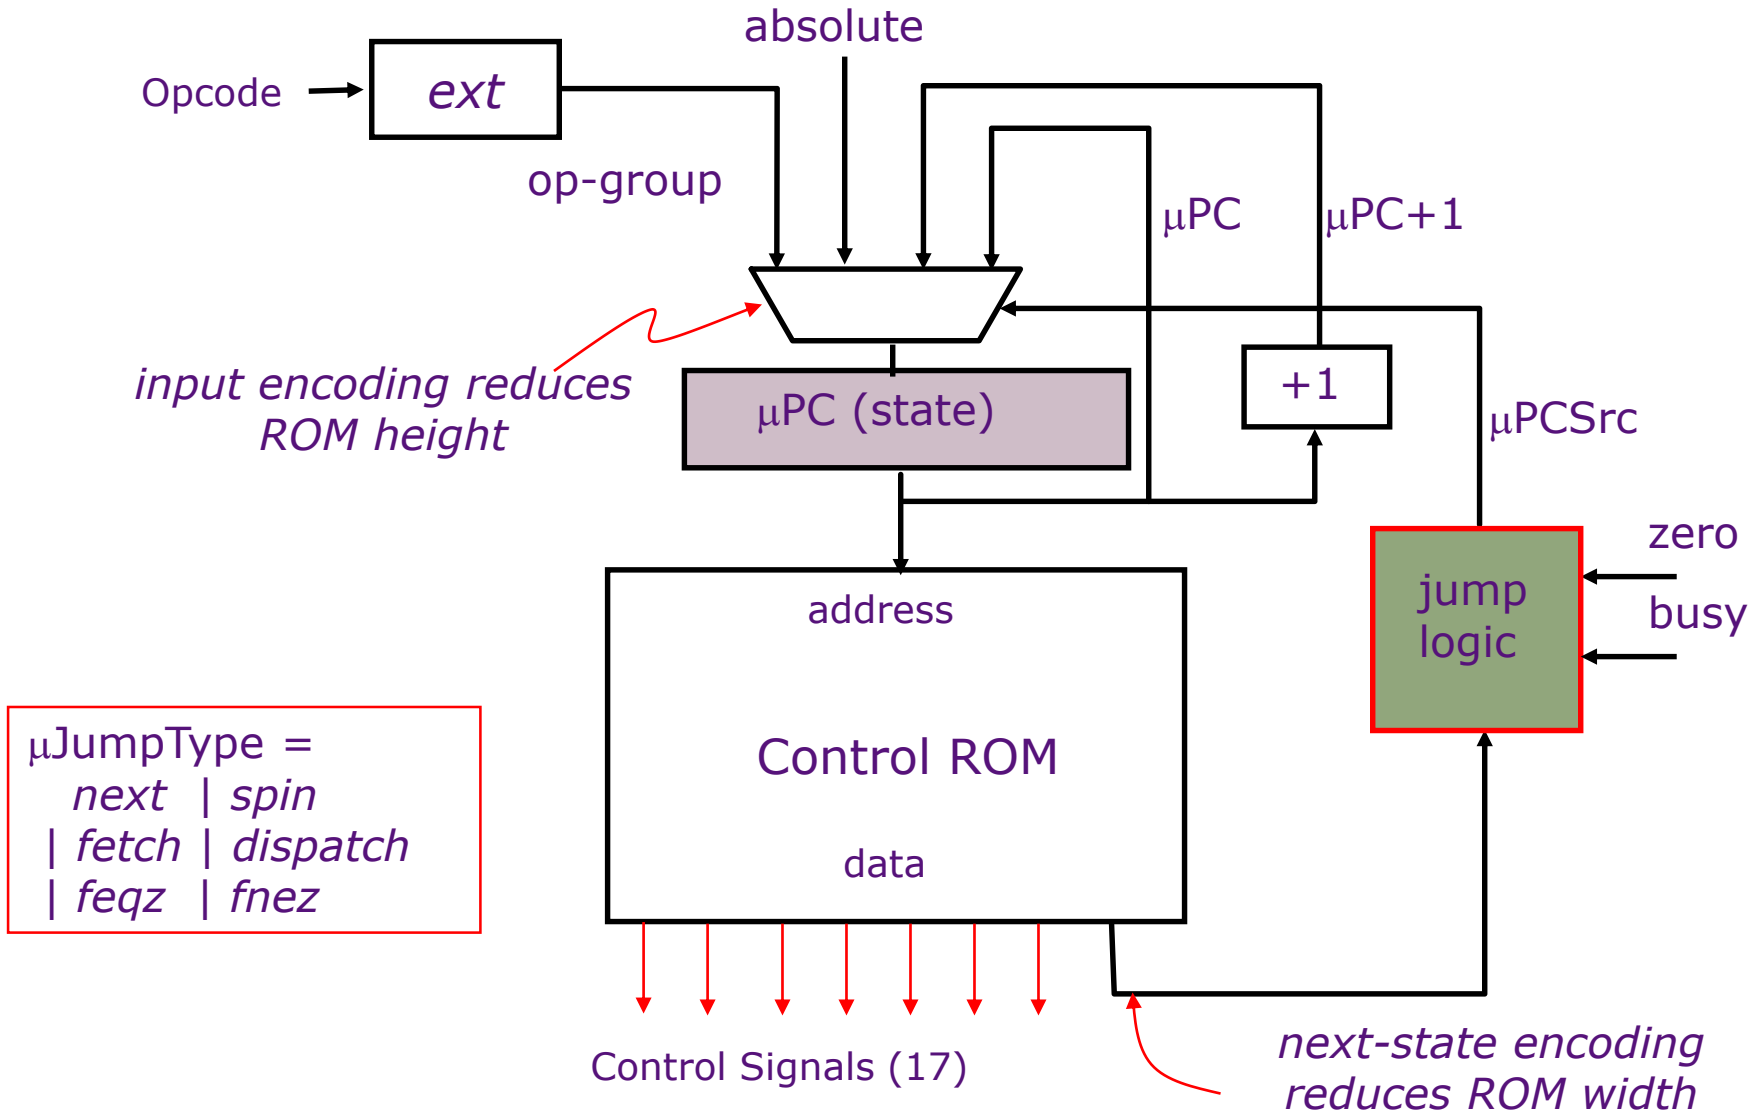 absolute
Opcode
ext
op-group
μPC
μPC+1
input encoding reduces
ROM height
μPC (state)
+1
μPCSrc
zero
busy
jump
logic
address
Control ROM
data
μJumpType =
next | spin
| fetch | dispatch
| feqz | fnez
Control Signals (17)
next-state encoding
reduces ROM width